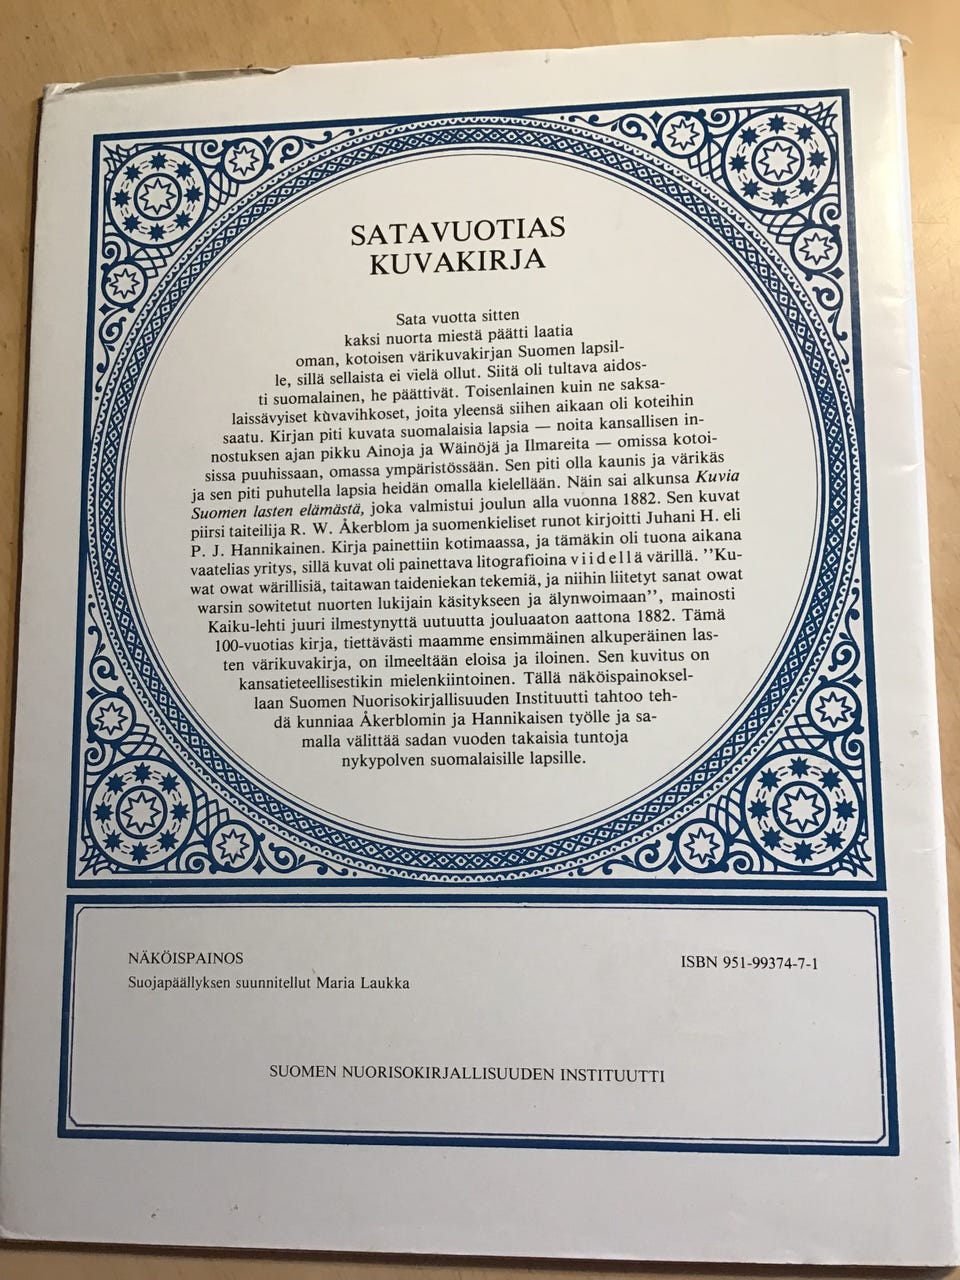 SATAVUOTIAS
KUVAKIRJA
Sata vuotta sitten
kaksi nuorta miestä päätti laatia
oman, kotoisen värikuvakirjan Suomen lapsil-
le, sillä sellaista ei vielä ollut. Siitä oli tultava aidos-
ti suomalainen, he päättivät. Toisenlainen kuin ne saksa-
laissävyiset kuvavihkoset, joita yleensä siihen aikaan oli koteihin
saatu. Kirjan piti kuvata suomalaisia lapsia — noita kansallisen in-
nostuksen ajan pikku Ainoja ja Wäinöjä ja Ilmareita — omissa kotoi-
sissa puuhissaan, omassa ympäristössään. Sen piti olla kaunis ja värikäs
ja sen piti puhutella lapsia heidän omalla kielellään. Näin sai alkunsa Kuvia
Suomen lasten elämästä, joka valmistui joulun alla vuonna 1882. Sen kuvat
piirsi taiteilija R. W. Åkerblom ja suomenkieliset runot kirjoitti Juhani H. eli
P. J. Hannikainen. Kirja painettiin kotimaassa, ja tämäkin oli tuona aikana
vaatelias yritys, sillä kuvat oli painettava litografioina viidellä värillä. ”Ku-
wat owat wärillisiä, taitawan taideniekan tekemiä, ja niihin liitetyt sanat owat
warsin sowitetut nuorten lukijain käsitykseen ja älynwoimaan”, mainosti
Kaiku-lehti juuri ilmestynyttä uutuutta jouluaaton aattona 1882. Tämä
100-vuotias kirja, tiettävästi maamme ensimmäinen alkuperäinen las-
ten värikuvakirja, on ilmeeltään eloisa ja iloinen. Sen kuvitus on
kansatieteellisestikin mielenkiintoinen. Tällä näköispainoksel-
laan Suomen Nuorisokirjallisuuden Instituutti tahtoo teh-
dä kunniaa Åkerblomin ja Hannikaisen työlle ja sa-
malla välittää sadan vuoden takaisia tuntoja
nykypolven suomalaisille lapsille.
NÄKÖISPAINOS
Suojapäällyksen suunnitellut Maria Laukka
ISBN 951-99374-7-1
SUOMEN NUORISOKIRJALLISUUDEN INSTITUUTTI